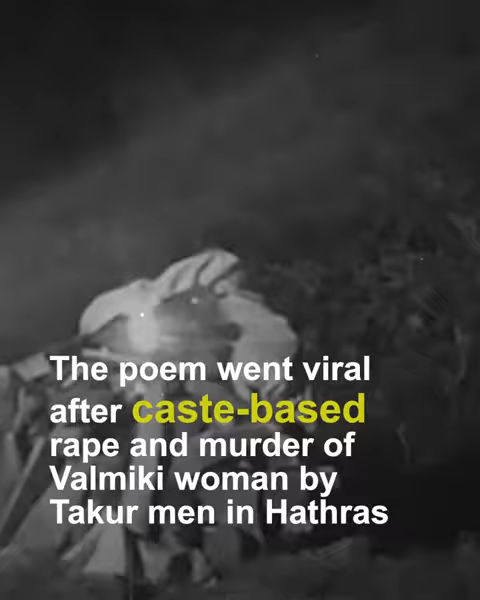 The poem went viral
after caste-based
rape and murder of
Valmiki woman by
Takur men in Hathras